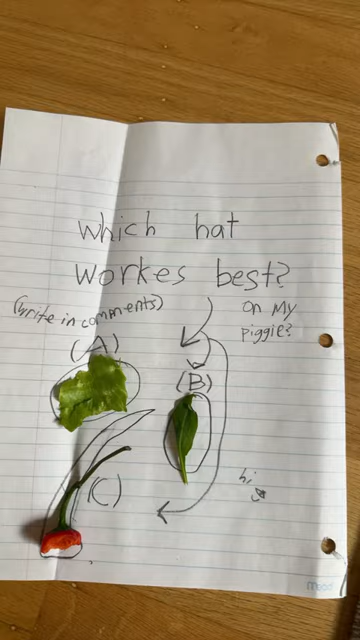 which hat
workes best?
(write in comments)
on my
piggie?
(A)
(B)
(C)
hi
Mead